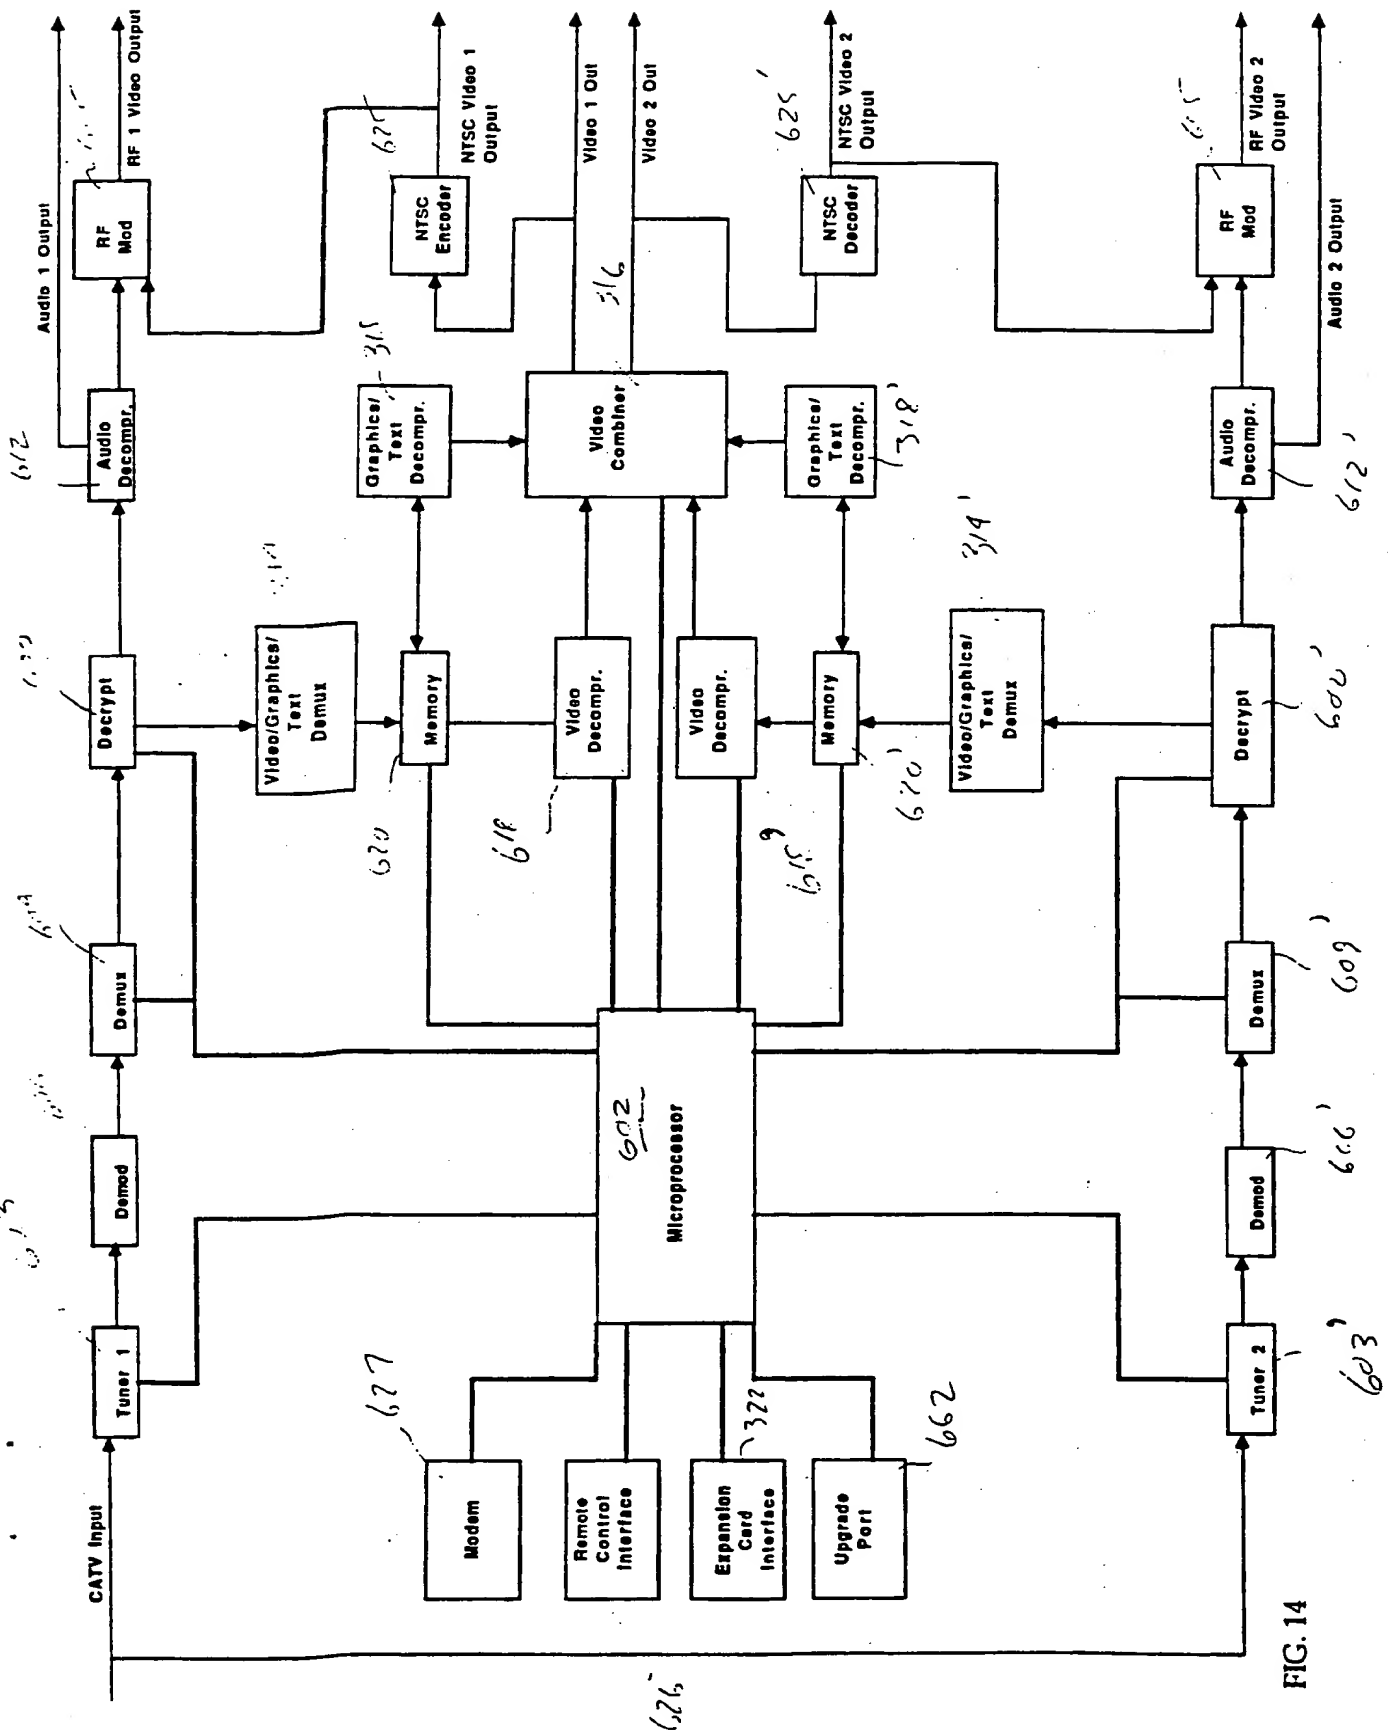 CATV Input
Tuner 1
Demod
Demux
Decrypt
Audio
Decompr.
612
RF
Mod
Audio 1 Output
RF 1 Video Output
Video/Graphics/
Text
Demux
Memory
620
Graphics/
Text
Decompr.
NTSC
Encoder
NTSC Video 1
Output
Video
Decompr.
618
Video
Combiner
316
Video 1 Out
Video 2 Out
Modem
627
Remote
Control
Interface
Expansion
Card
Interface
322
Upgrade
Port
662
Microprocessor
602
Video
Decompr.
Memory
620'
Graphics/
Text
Decompr.
318'
NTSC
Decoder
625'
NTSC Video 2
Output
Video/Graphics/
Text
Demux
314'
Tuner 2
603'
Demod
606'
Demux
609'
Decrypt
600'
Audio
Decompr.
612'
RF
Mod
RF Video 2
Output
Audio 2 Output
FIG. 14